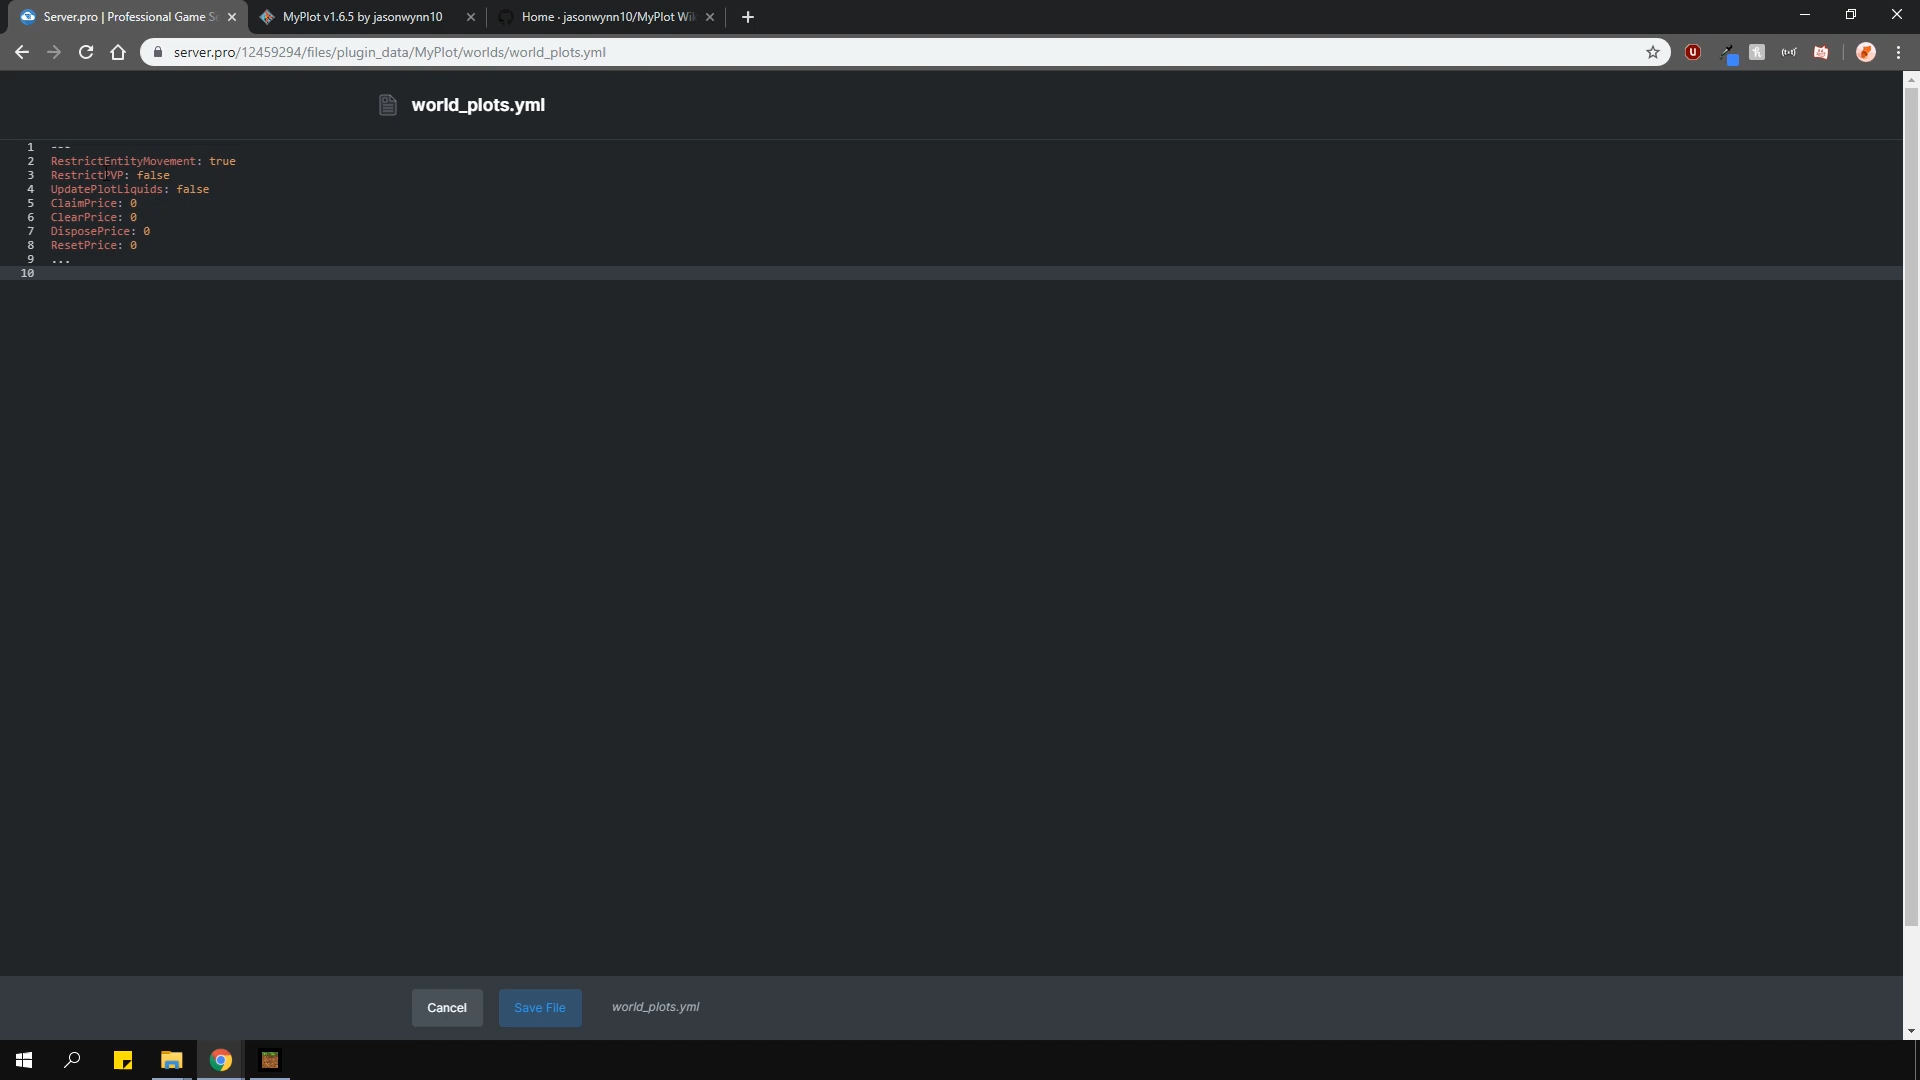 Server.pro | Professional Game S
MyPlot v1.6.5 by jasonwynn10
Home · jasonwynn10/MyPlot Wi
server.pro/12459294/files/plugin_data/MyPlot/worlds/world_plots.yml
world_plots.yml
1 ---
2 RestrictEntityMovement: true
3 RestrictPVP: false
4 UpdatePlotLiquids: false
5 ClaimPrice: 0
6 ClearPrice: 0
7 DisposePrice: 0
8 ResetPrice: 0
9 ...
10
Cancel
Save File
world_plots.yml